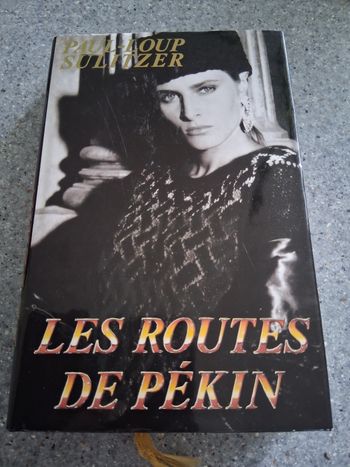 PAUL-LOUP
SULITZER
LES ROUTES
DE PÉKIN